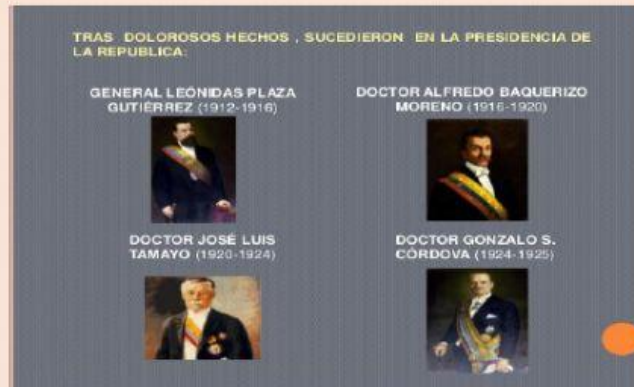 TRAS DOLOROSOS HECHOS , SUCEDIERON EN LA PRESIDENCIA DE
LA REPUBLICA:
GENERAL LEÓNIDAS PLAZA
GUTIÉRREZ (1912-1916)
DOCTOR ALFREDO BAQUERIZO
MORENO (1916-1920)
DOCTOR JOSÉ LUIS
TAMAYO (1920-1924)
DOCTOR GONZALO S.
CÓRDOVA (1924-1925)